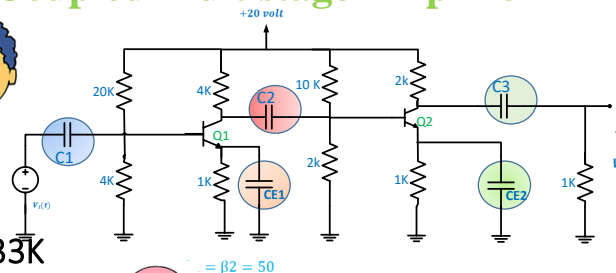 +20 volt
20K
4K
10 K
2k
C3
C2
Q1
Q2
C1
4K
1K
CE1
2k
1K
CE2
1K
v₁(t)
33K
= β2 = 50